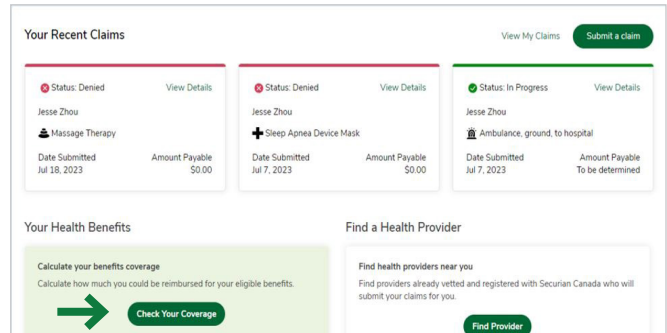 Your Recent Claims
View My Claims
Submit a claim
Status: Denied
View Details
Jesse Zhou
Massage Therapy
Date Submitted
Amount Payable
Jul 18, 2023
$0.00
Status: Denied
View Details
Jesse Zhou
Sleep Apnea Device Mask
Date Submitted
Amount Payable
Jul 7, 2023
$0.00
Status: In Progress
View Details
Jesse Zhou
Ambulance, ground, to hospital
Date Submitted
Amount Payable
Jul 7, 2023
To be determined
Your Health Benefits
Calculate your benefits coverage
Calculate how much you could be reimbursed for your eligible benefits.
Check Your Coverage
Find a Health Provider
Find health providers near you
Find providers already vetted and registered with Securian Canada who will
submit your claims for you.
Find Provider